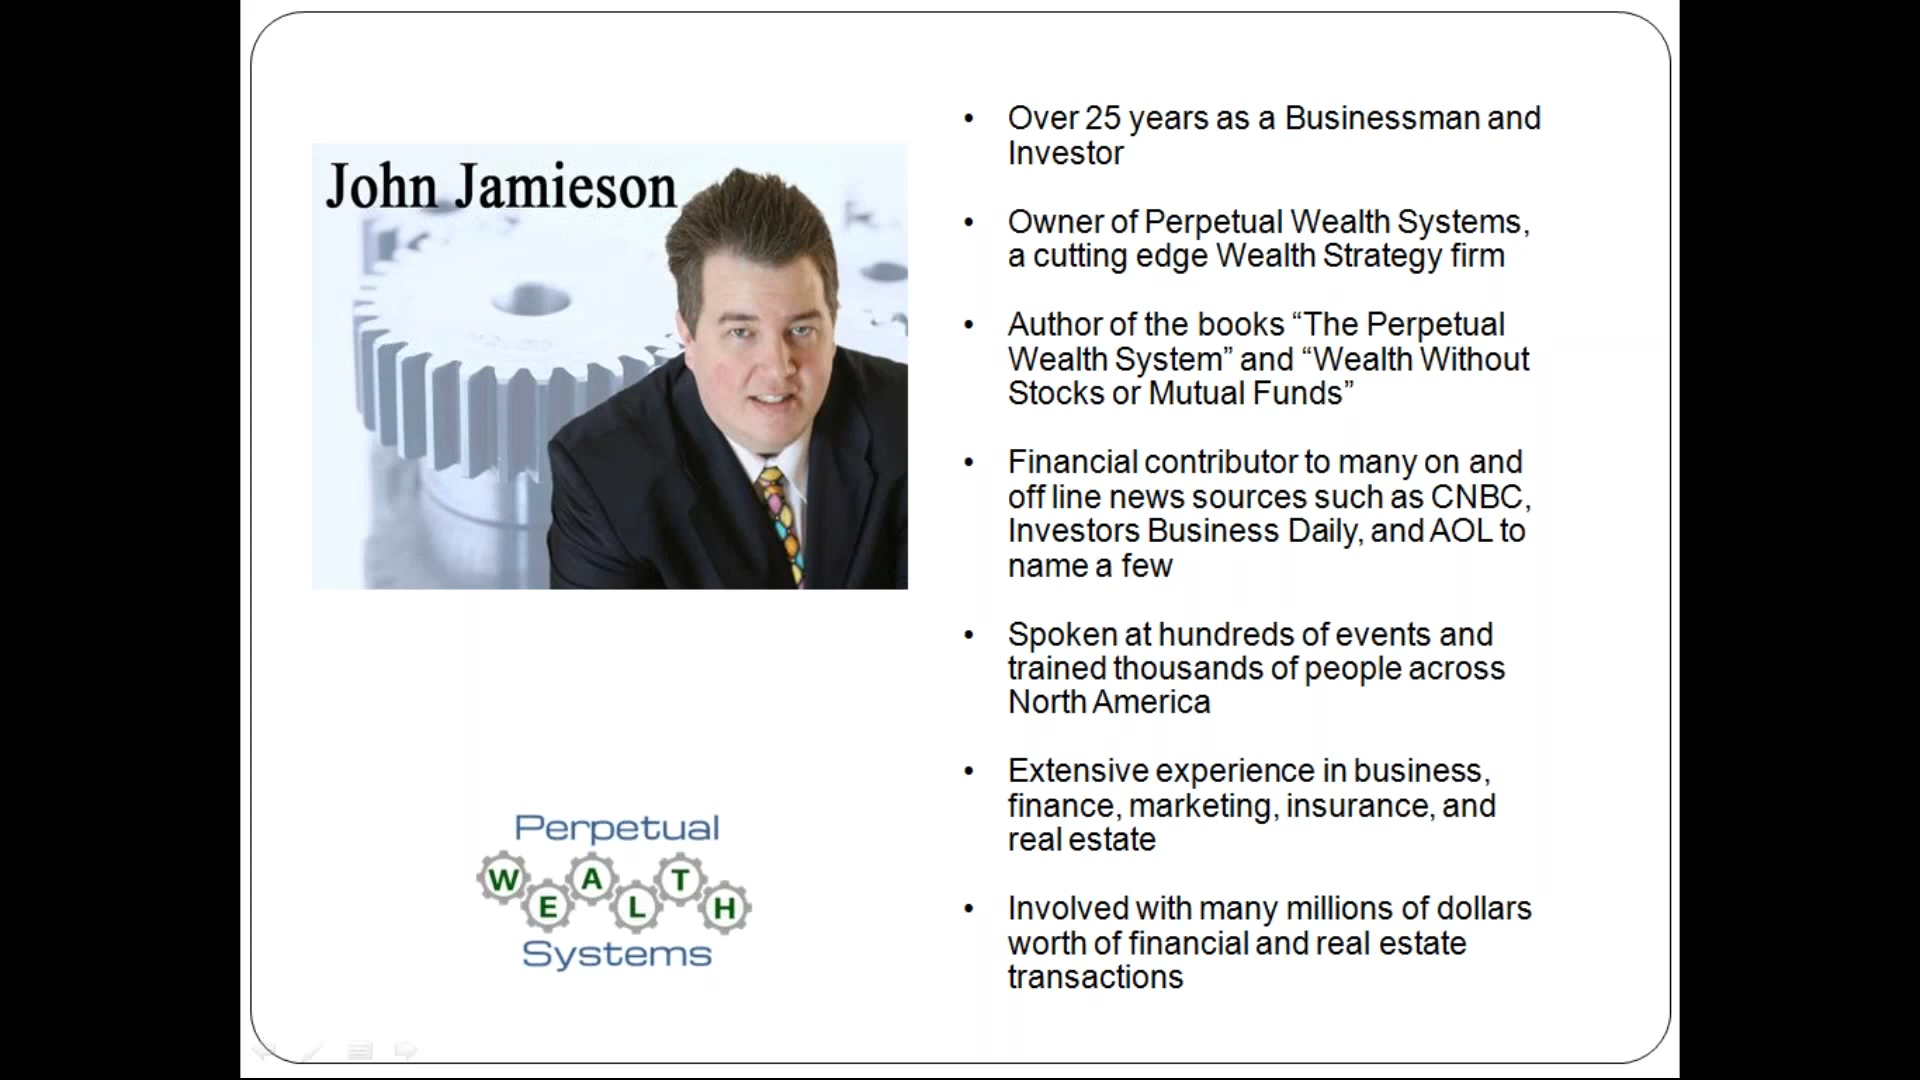 John Jamieson
• Over 25 years as a Businessman and
Investor
• Owner of Perpetual Wealth Systems,
a cutting edge Wealth Strategy firm
• Author of the books “The Perpetual
Wealth System” and “Wealth Without
Stocks or Mutual Funds”
• Financial contributor to many on and
off line news sources such as CNBC,
Investors Business Daily, and AOL to
name a few
• Spoken at hundreds of events and
trained thousands of people across
North America
• Extensive experience in business,
finance, marketing, insurance, and
real estate
• Involved with many millions of dollars
worth of financial and real estate
transactions
Perpetual
WEALTH
Systems